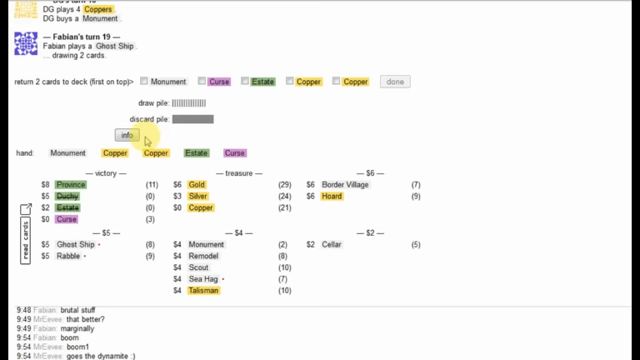 DG plays 4 Coppers.
DG buys a Monument.
— Fabian's turn 19 —
Fabian plays a Ghost Ship.
... drawing 2 cards.
return 2 cards to deck (first on top)> Monument Curse Estate Copper Copper done
draw pile:
discard pile:
info
hand: Monument Copper Copper Estate Curse
— victory — — treasure — — $6 —
$8 Province (11) $6 Gold (29) $6 Border Village (7)
$5 Duchy (0) $3 Silver (24) $6 Hoard (9)
$2 Estate (0) $0 Copper (21)
$0 Curse (3)
read cards
— $5 — — $4 — — $2 —
$5 Ghost Ship (8) $4 Monument (2) $2 Cellar (5)
$5 Rabble (9) $4 Remodel (8)
$4 Scout (10)
$4 Sea Hag (7)
$4 Talisman (10)
9:48 Fabian: brutal stuff
9:49 MrEevee: that better?
9:49 Fabian: marginally
9:54 Fabian: boom
9:54 MrEevee: boom1
9:54 MrEevee: goes the dynamite :)